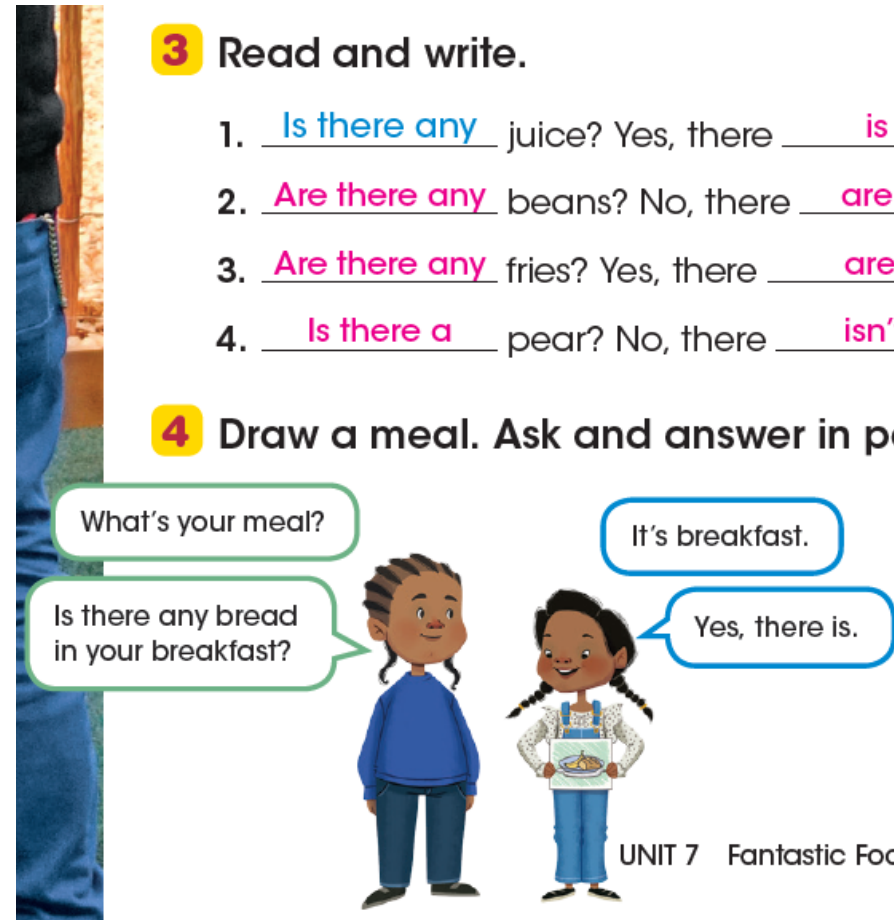 3 Read and write.
1. Is there any juice? Yes, there is
2. Are there any beans? No, there are
3. Are there any fries? Yes, there are
4. Is there a pear? No, there isn'
4 Draw a meal. Ask and answer in p
What's your meal?
It's breakfast.
Is there any bread
in your breakfast?
Yes, there is.
UNIT 7 Fantastic Foo